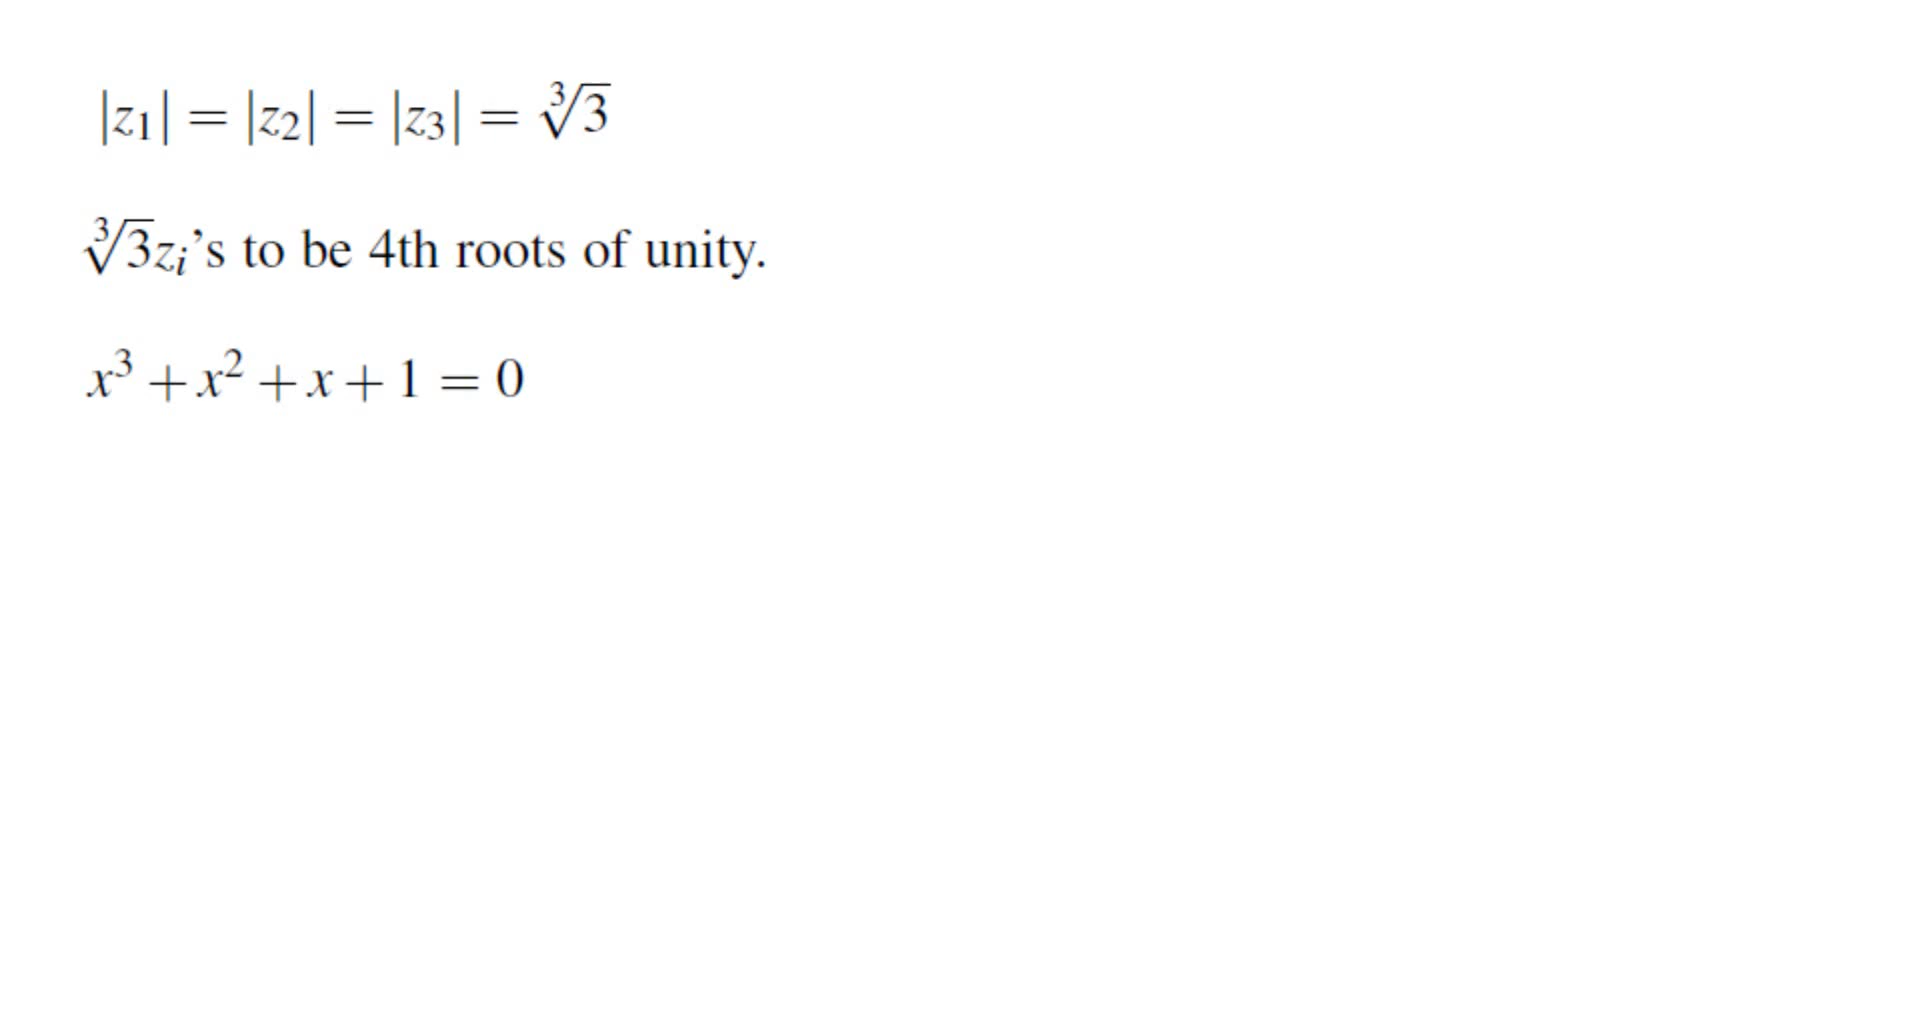 |z₁| = |z₂| = |z₃| = ∛3
∛3zᵢ’s to be 4th roots of unity.
x³ + x² + x + 1 = 0